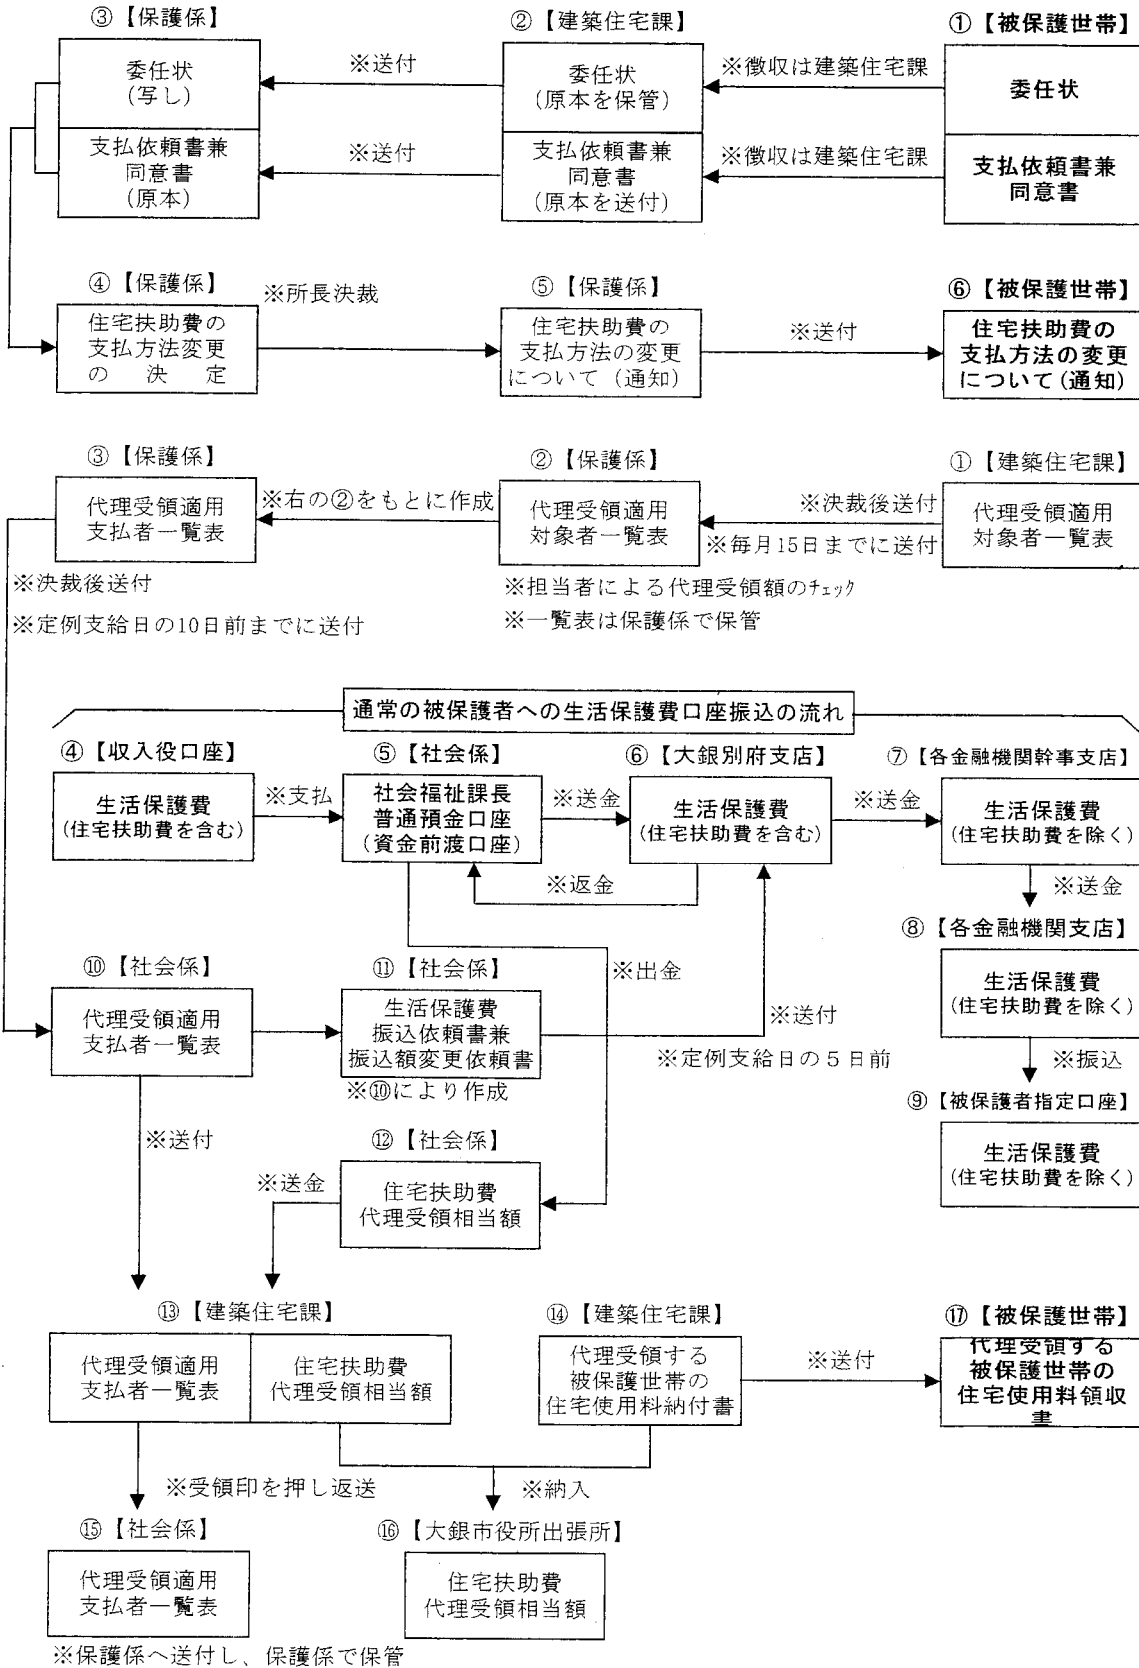 ③【保護係】
②【建築住宅課】
①【被保護世帯】
委任状
(写し)
※送付
委任状
(原本を保管)
※徴収は建築住宅課
委任状
支払依頼書兼
同意書
(原本)
※送付
支払依頼書兼
同意書
(原本を送付)
※徴収は建築住宅課
支払依頼書兼
同意書
④【保護係】
※所長決裁
⑤【保護係】
⑥【被保護世帯】
住宅扶助費の
支払方法変更
の 決 定
住宅扶助費の
支払方法の変更
について(通知)
※送付
住宅扶助費の
支払方法の変更
について(通知)
③【保護係】
②【保護係】
①【建築住宅課】
代理受領適用
支払者一覧表
※右の②をもとに作成
代理受領適用
対象者一覧表
※決裁後送付
※毎月15日までに送付
代理受領適用
対象者一覧表
※決裁後送付
※定例支給日の10日前までに送付
※担当者による代理受領額のチェック
※一覧表は保護係で保管
通常の被保護者への生活保護費口座振込の流れ
④【収入役口座】
⑤【社会係】
⑥【大銀別府支店】
⑦【各金融機関幹事支店】
生活保護費
(住宅扶助費を含む)
※支払
社会福祉課長
普通預金口座
(資金前渡口座)
※送金
生活保護費
(住宅扶助費を含む)
※送金
生活保護費
(住宅扶助費を除く)
※返金
※送金
⑧【各金融機関支店】
⑩【社会係】
⑪【社会係】
※出金
生活保護費
(住宅扶助費を除く)
代理受領適用
支払者一覧表
生活保護費
振込依頼書兼
振込額変更依頼書
※送付
※定例支給日の5日前
※振込
※⑩により作成
⑨【被保護者指定口座】
※送付
⑫【社会係】
生活保護費
(住宅扶助費を除く)
※送金
住宅扶助費
代理受領相当額
⑬【建築住宅課】
⑭【建築住宅課】
⑰【被保護世帯】
代理受領適用
支払者一覧表
住宅扶助費
代理受領相当額
代理受領する
被保護世帯の
住宅使用料納付書
※送付
代理受領する
被保護世帯の
住宅使用料領収
書
※受領印を押し返送
※納入
⑮【社会係】
⑯【大銀市役所出張所】
代理受領適用
支払者一覧表
住宅扶助費
代理受領相当額
※保護係へ送付し、保護係で保管